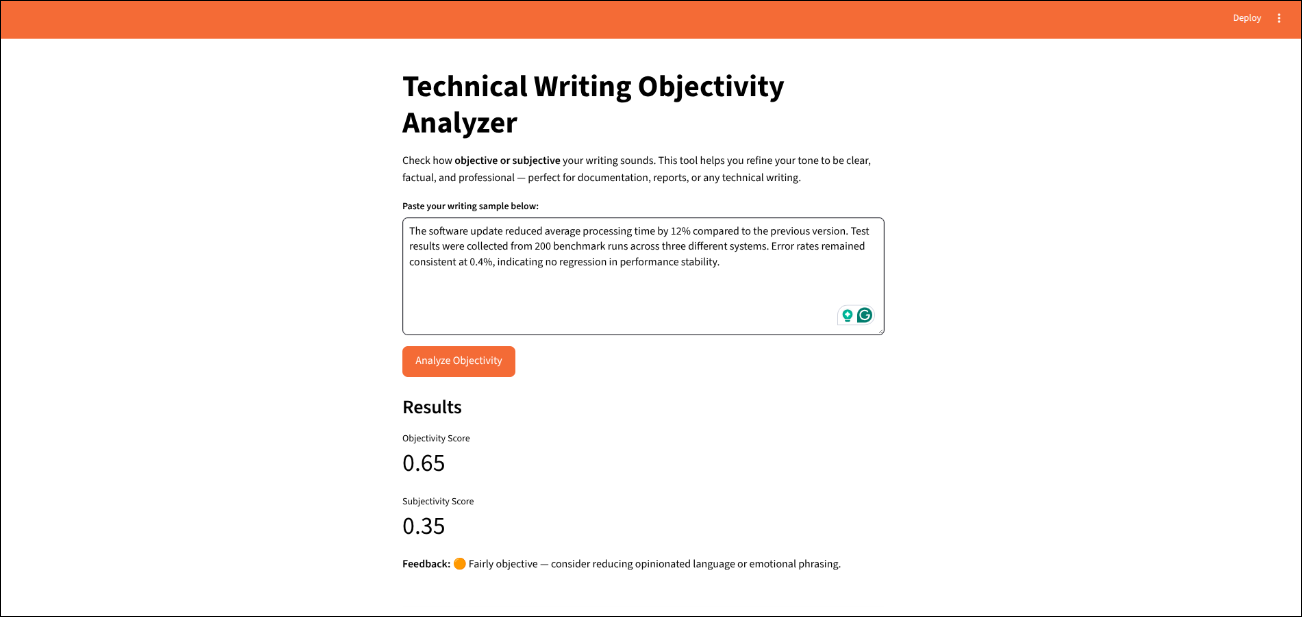 Deploy
Technical Writing Objectivity
Analyzer
Check how objective or subjective your writing sounds. This tool helps you refine your tone to be clear,
factual, and professional — perfect for documentation, reports, or any technical writing.
Paste your writing sample below:
The software update reduced average processing time by 12% compared to the previous version. Test
results were collected from 200 benchmark runs across three different systems. Error rates remained
consistent at 0.4%, indicating no regression in performance stability.
Analyze Objectivity
Results
Objectivity Score
0.65
Subjectivity Score
0.35
Feedback: 🟠 Fairly objective — consider reducing opinionated language or emotional phrasing.